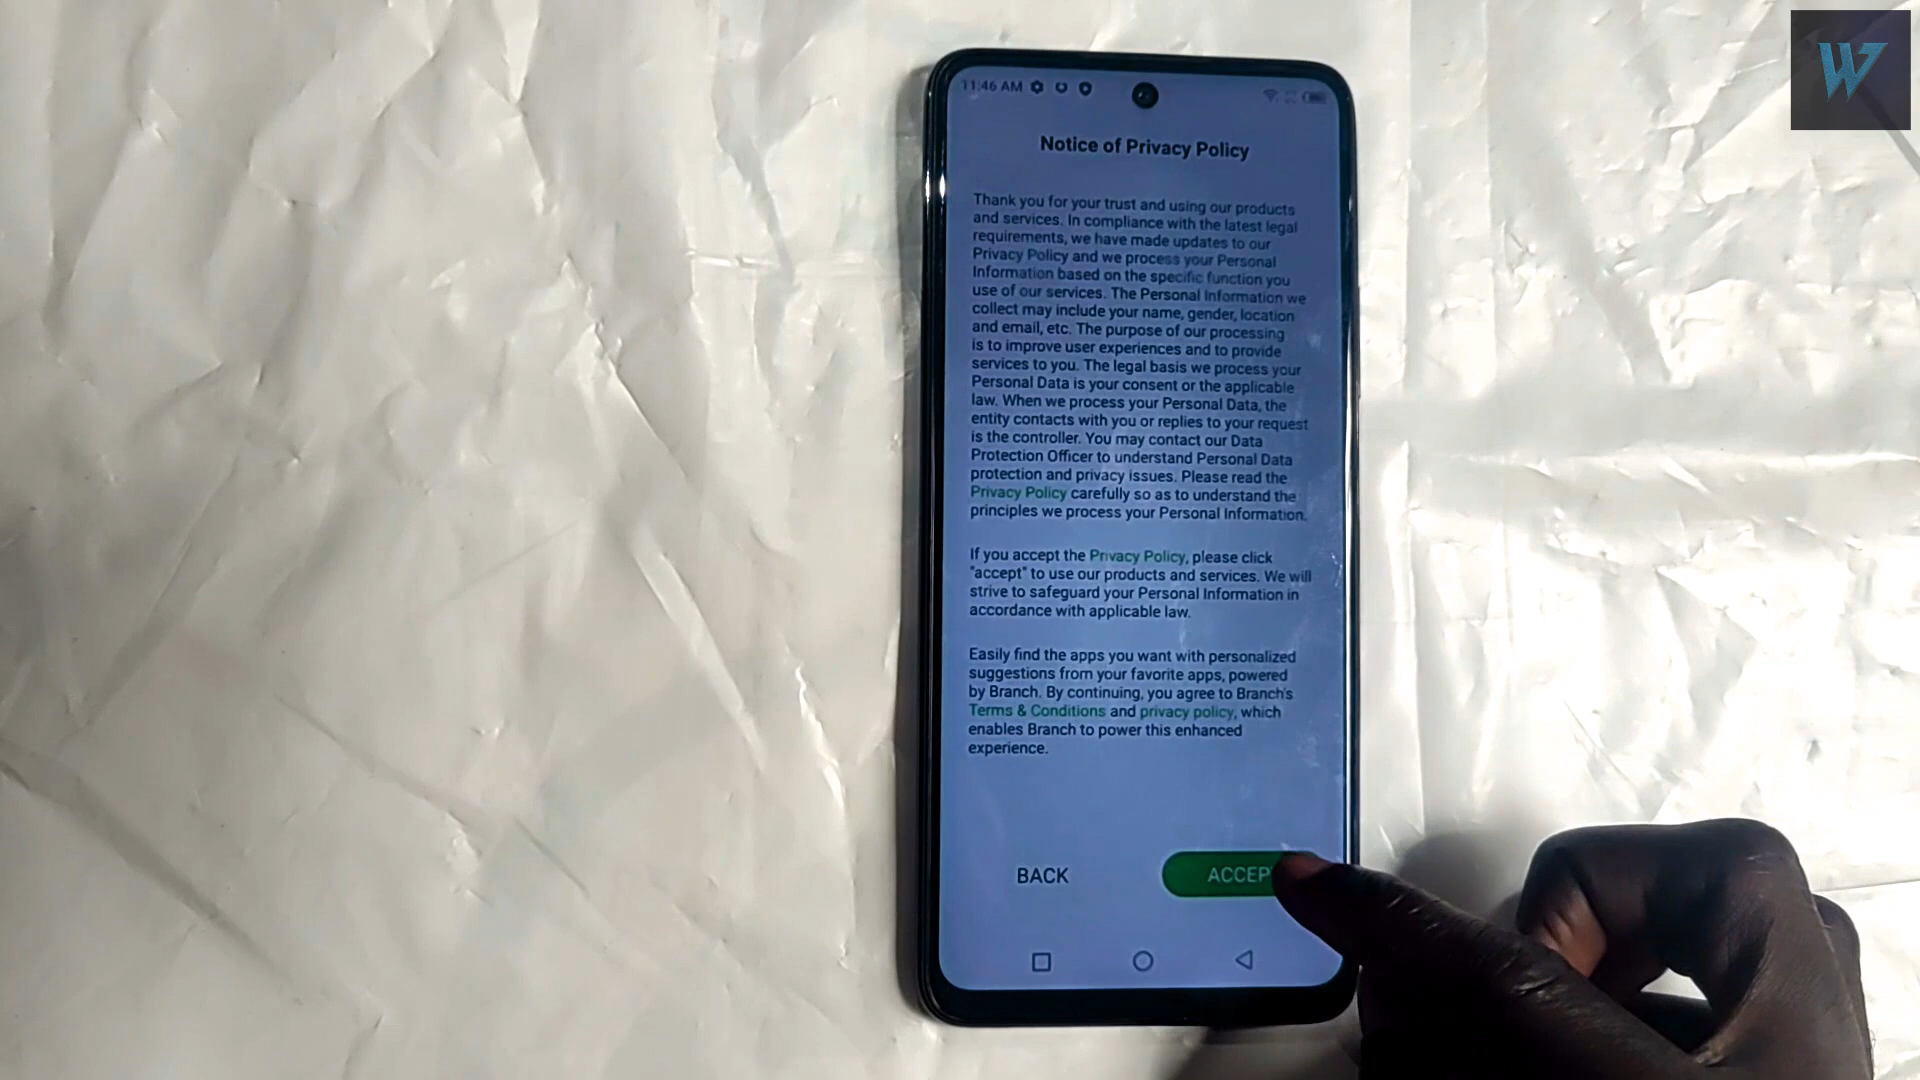 W
11:46 AM
Notice of Privacy Policy
Thank you for your trust and using our products
and services. In compliance with the latest legal
requirements, we have made updates to our
Privacy Policy and we process your Personal
Information based on the specific function you
use of our services. The Personal Information we
collect may include your name, gender, location
and email, etc. The purpose of our processing
is to improve user experiences and to provide
services to you. The legal basis we process your
Personal Data is your consent or the applicable
law. When we process your Personal Data, the
entity contacts with you or replies to your request
is the controller. You may contact our Data
Protection Officer to understand Personal Data
protection and privacy issues. Please read the
Privacy Policy carefully so as to understand the
principles we process your Personal Information.
If you accept the Privacy Policy, please click
"accept" to use our products and services. We will
strive to safeguard your Personal Information in
accordance with applicable law.
Easily find the apps you want with personalized
suggestions from your favorite apps, powered
by Branch. By continuing, you agree to Branch's
Terms & Conditions and privacy policy, which
enables Branch to power this enhanced
experience.
BACK
ACCEP